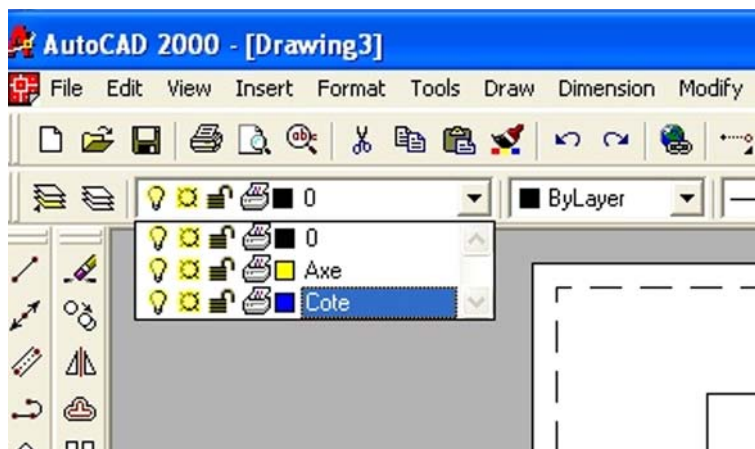 AutoCAD 2000 - [Drawing3]
File Edit View Insert Format Tools Draw Dimension Modify
0 ByLayer
0
Axe
Cote